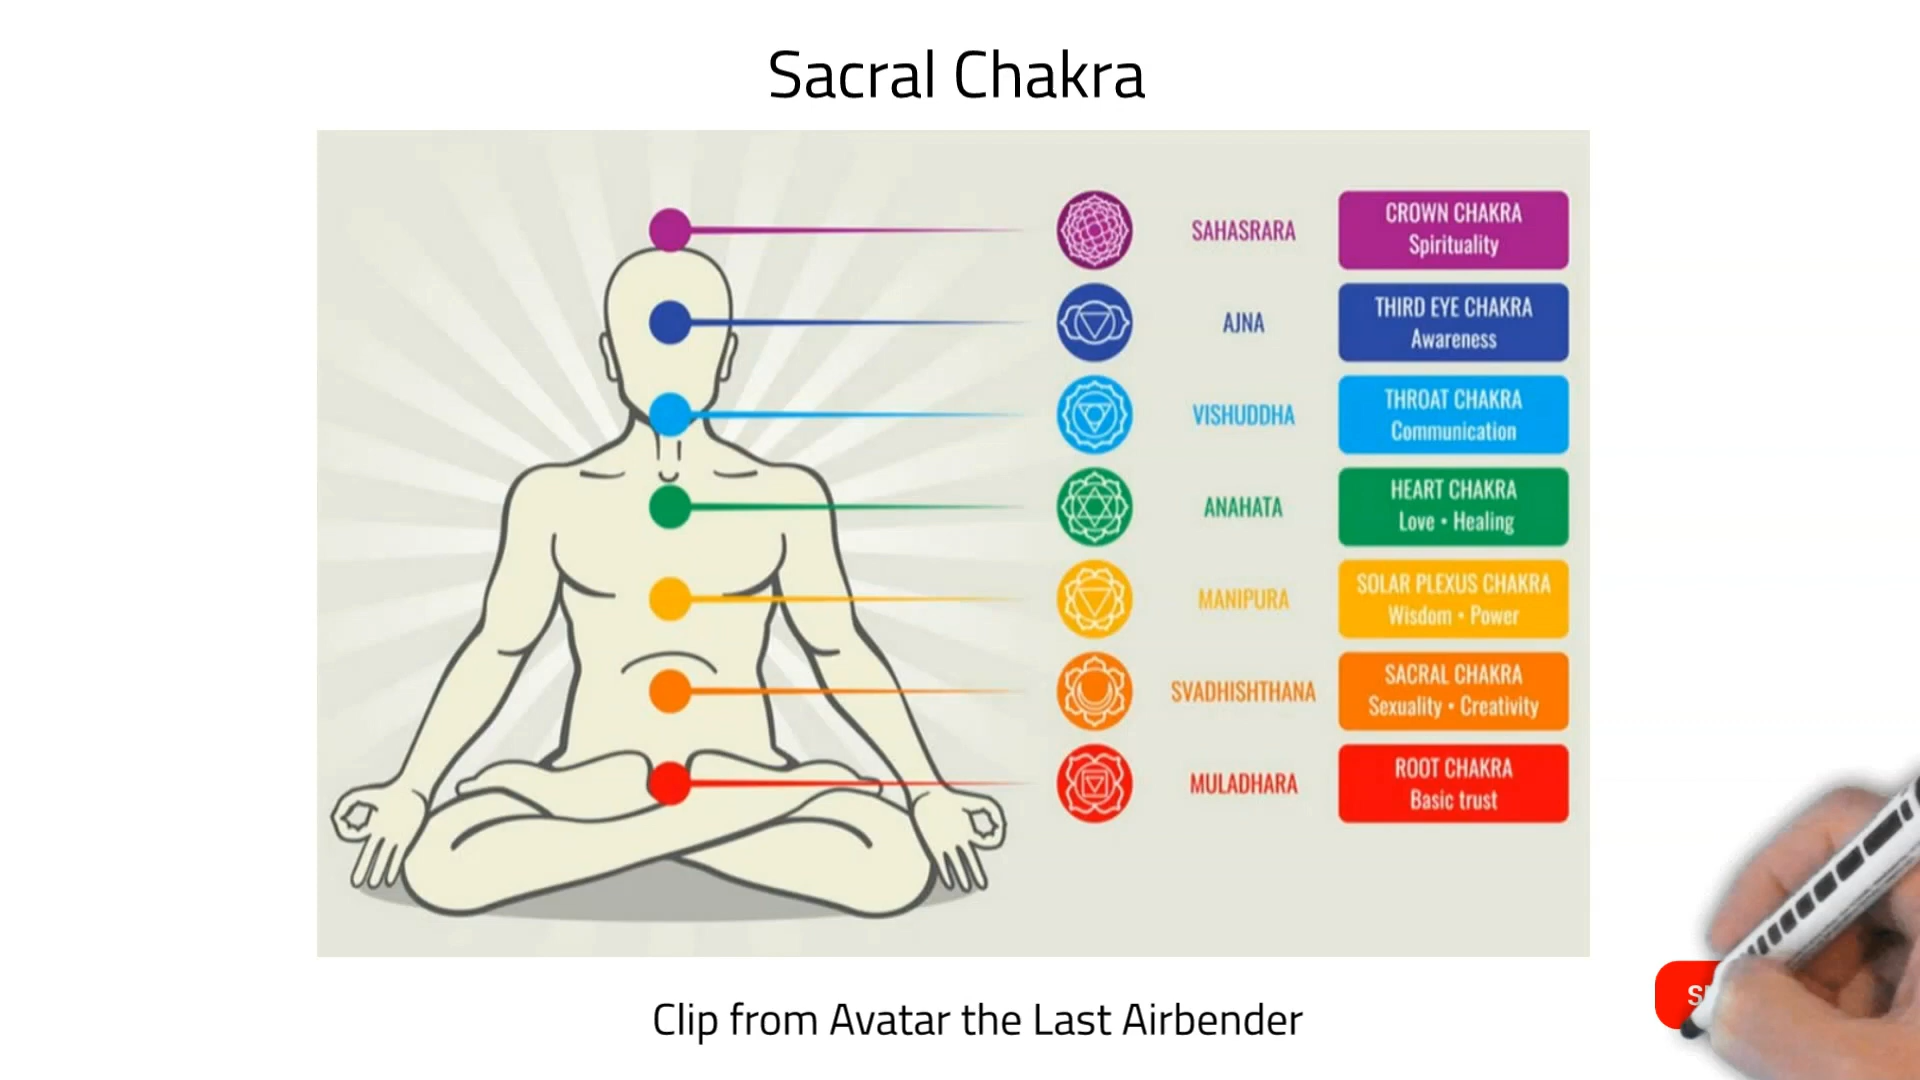 Sacral Chakra
SAHASRARA
CROWN CHAKRA
Spirituality
AJNA
THIRD EYE CHAKRA
Awareness
VISHUDDHA
THROAT CHAKRA
Communication
ANAHATA
HEART CHAKRA
Love • Healing
MANIPURA
SOLAR PLEXUS CHAKRA
Wisdom • Power
SVADHISHTHANA
SACRAL CHAKRA
Sexuality • Creativity
MULADHARA
ROOT CHAKRA
Basic trust
Clip from Avatar the Last Airbender